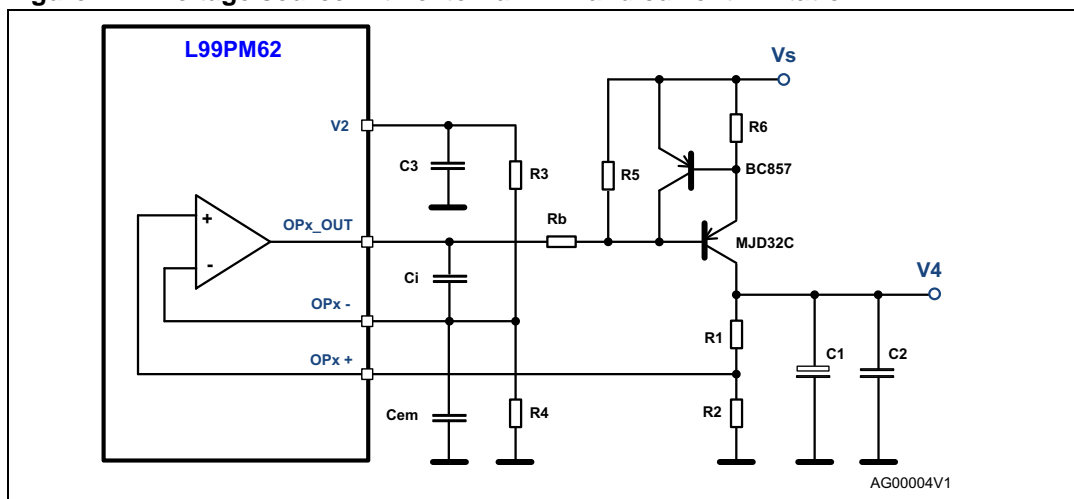 L99PM62
Vs
V2
R6
C3
R3
R5
BC857
OPx_OUT
Rb
+
MJD32C
-
V4
Ci
OPx -
R1
C1
C2
OPx +
Cem
R4
R2
AG00004V1